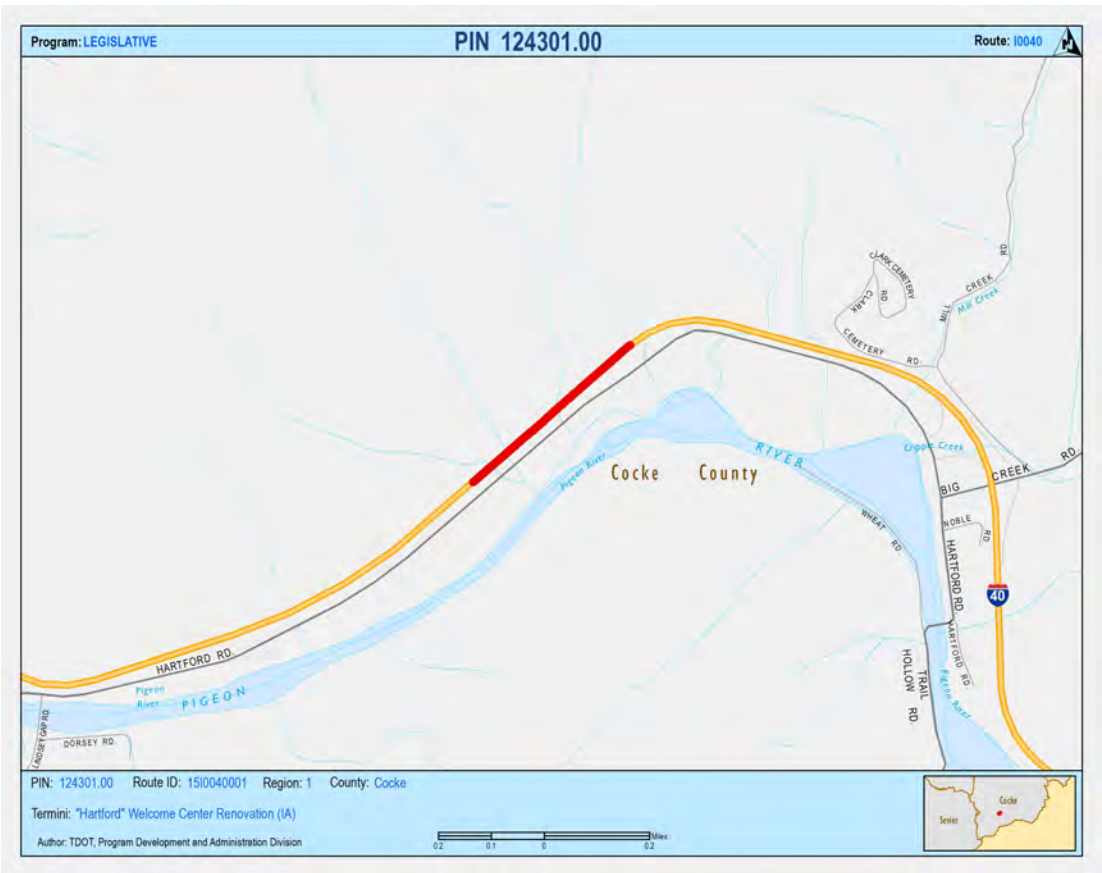 Program: LEGISLATIVE
PIN 124301.00
Route: I0040
N
CLARK CEMETERY
RD
CLARK
CEMETERY RD.
MILL CREEK RD
Mill Creek
RIVER
Pigeon River
Cocke County
Cripple Creek
BIG CREEK RD.
WHEAT RD.
NOBLE RD
HARTFORD RD.
40
HARTFORD RD.
TRAIL HOLLOW RD.
Pigeon River
HARTFORD RD.
Pigeon
River
PIGEON
LINDSEY GAP RD.
DORSEY RD.
PIN: 124301.00 Route ID: 15I0040001 Region: 1 County: Cocke
Termini: "Hartford" Welcome Center Renovation (IA)
Author: TDOT, Program Development and Administration Division
Miles
0.2 0.1 0 0.2
Cocke
Sevier